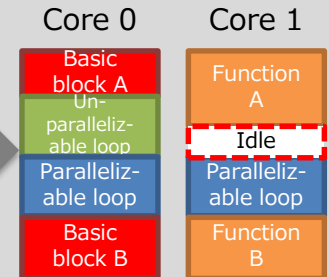 Core 0
Core 1
Basic
block A
Un-
paralleliz-
able loop
Paralleliz-
able loop
Basic
block B
Function
A
Idle
Paralleliz-
able loop
Function
B